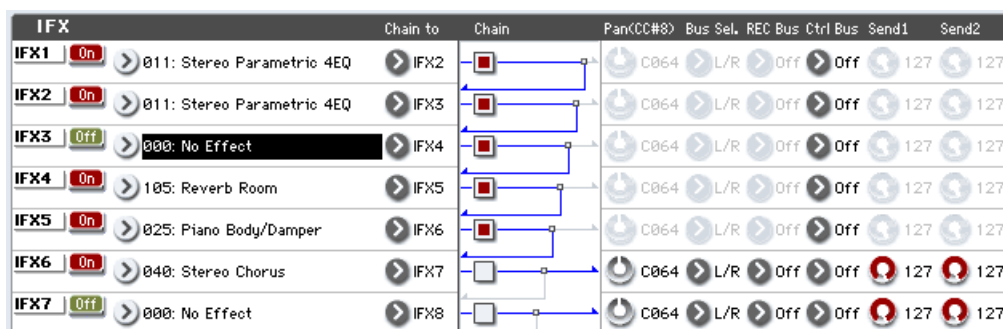 IFX Chain to Chain Pan(CC#8) Bus Sel. REC Bus Ctrl Bus Send1 Send2
IFX1 On 011: Stereo Parametric 4EQ IFX2 C064 L/R Off Off 127 127
IFX2 On 011: Stereo Parametric 4EQ IFX3 C064 L/R Off Off 127 127
IFX3 Off 000: No Effect IFX4 C064 L/R Off Off 127 127
IFX4 On 105: Reverb Room IFX5 C064 L/R Off Off 127 127
IFX5 On 025: Piano Body/Damper IFX6 C064 L/R Off Off 127 127
IFX6 On 040: Stereo Chorus IFX7 C064 L/R Off Off 127 127
IFX7 Off 000: No Effect IFX8 C064 L/R Off Off 127 127